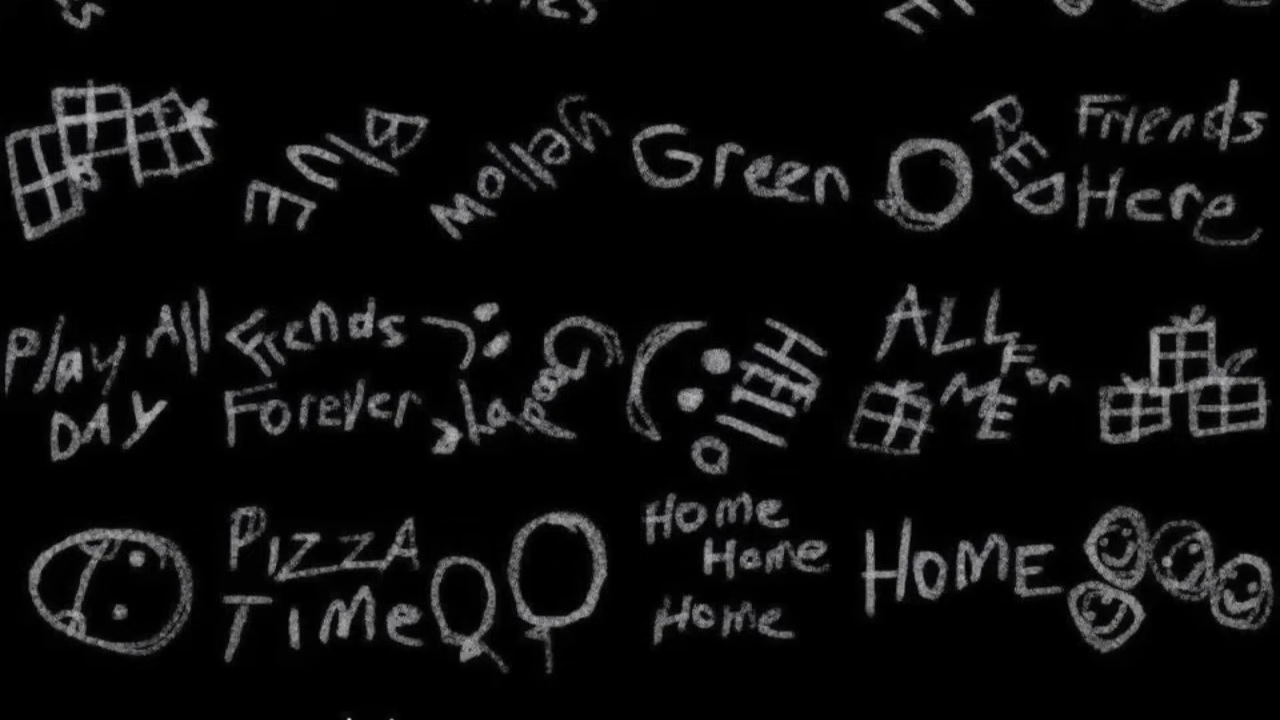 BlUE
Yellow
Green
RED
Friends
Here
Play All
DAY
Friends
Forever
Hello
ALL
For
ME
PIZZA
TIMe
Home
Home
Home
HOME